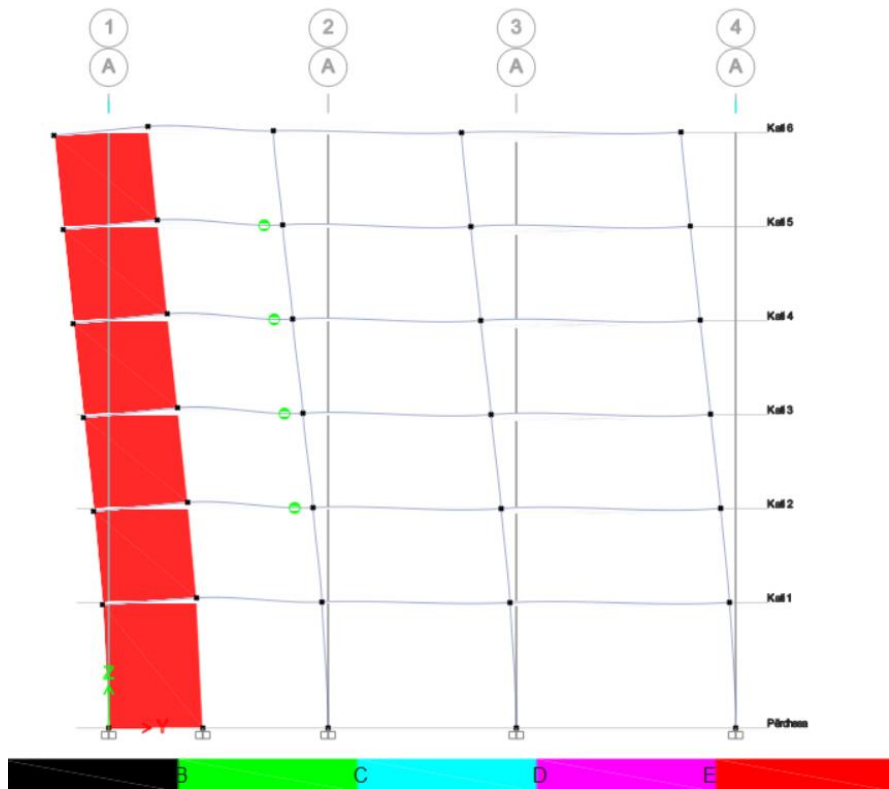 1 2 3 4
A A A A
Kati 6
Kati 5
Kati 4
Kati 3
Kati 2
Kati 1
Z
Y
Përdhesa
B C D E